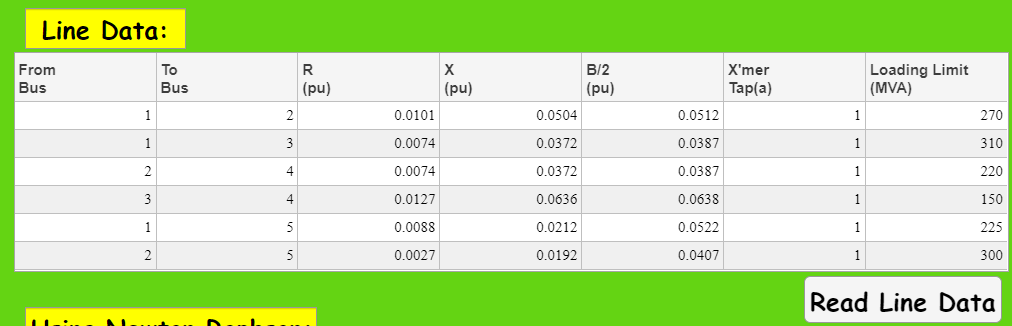 Line Data:
From Bus To Bus R (pu) X (pu) B/2 (pu) X'mer Tap(a) Loading Limit (MVA)
1 2 0.0101 0.0504 0.0512 1 270
1 3 0.0074 0.0372 0.0387 1 310
2 4 0.0074 0.0372 0.0387 1 220
3 4 0.0127 0.0636 0.0638 1 150
1 5 0.0088 0.0212 0.0522 1 225
2 5 0.0027 0.0192 0.0407 1 300
Read Line Data
Using Newton